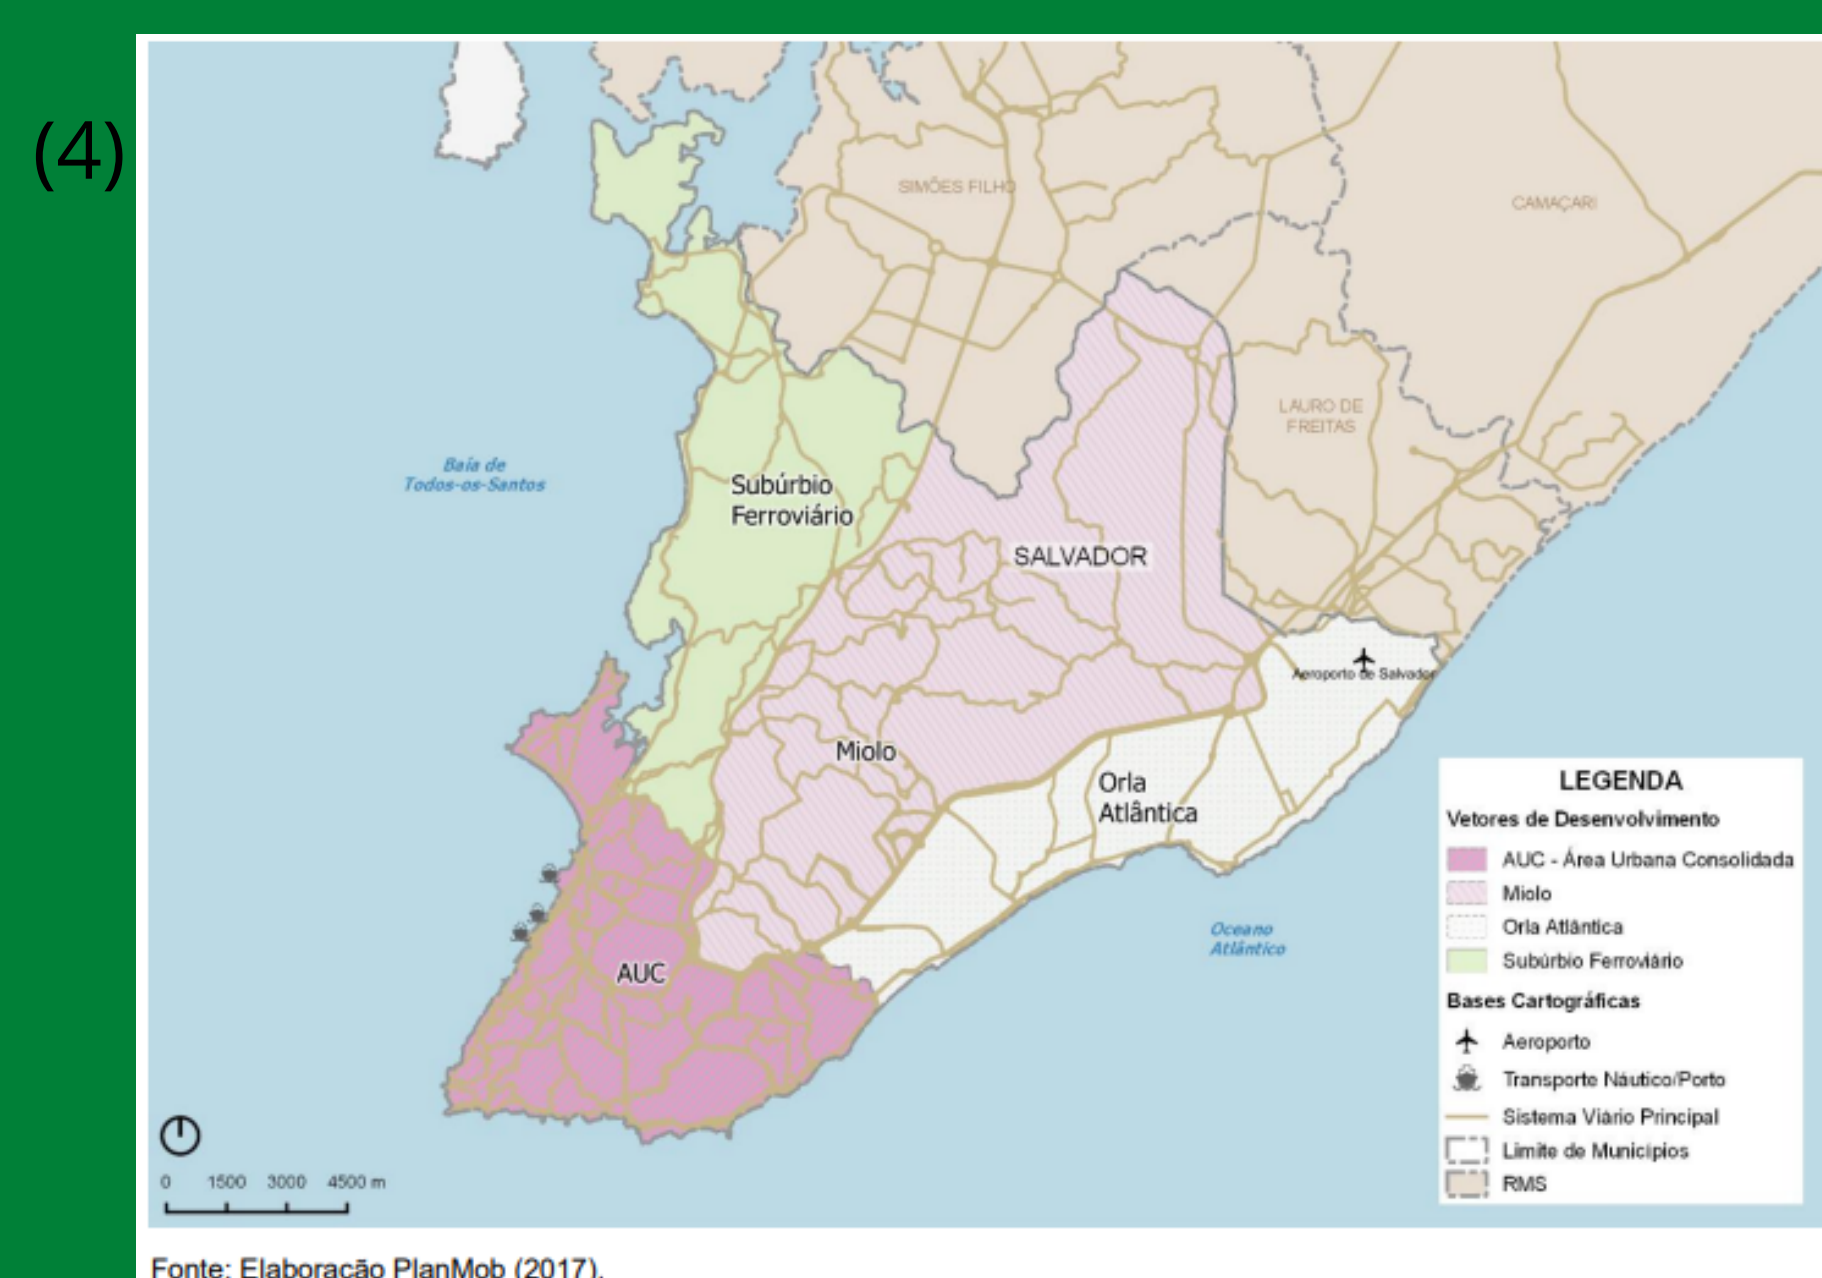 (4)
SIMÕES FILHO
CAMAÇARI
LAURO DE
FREITAS
Baía de
Todos-os-Santos
Subúrbio
Ferroviário
SALVADOR
Aeroporto de Salvador
Miolo
Orla
Atlântica
Oceano
Atlântico
AUC
LEGENDA
Vetores de Desenvolvimento
AUC - Área Urbana Consolidada
Miolo
Orla Atlântica
Subúrbio Ferroviário
Bases Cartográficas
Aeroporto
Transporte Náutico/Porto
Sistema Viário Principal
Limite de Municípios
RMS
0 1500 3000 4500 m
Fonte: Elaboração PlanMob (2017).